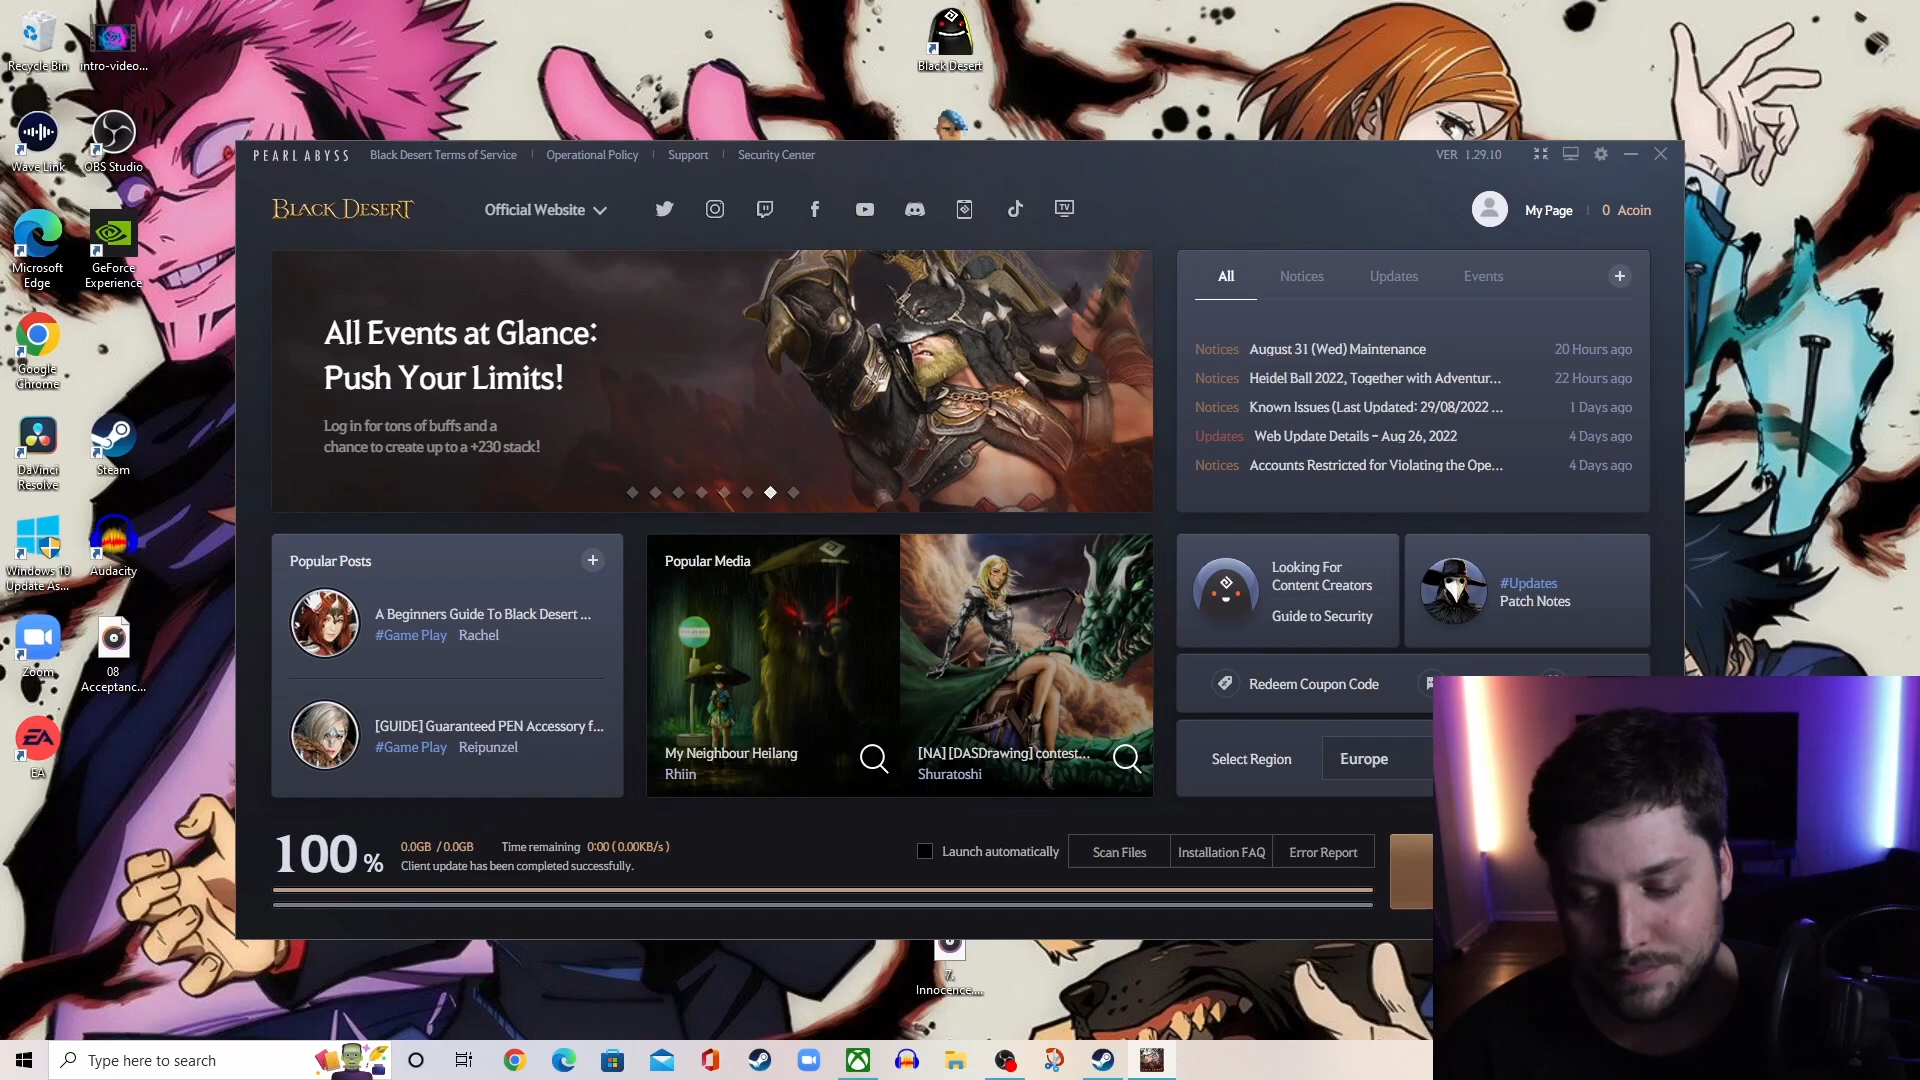 Recycle Bin
intro-video...
Black Desert
Wave Link
OBS Studio
Microsoft
Edge
GeForce
Experience
Google
Chrome
DaVinci
Resolve
Steam
Windows 10
Update As...
Audacity
Zoom
08
Acceptanc...
EA
EA
PEARL ABYSS
Black Desert Terms of Service
Operational Policy
Support
Security Center
VER 1.29.10
BLACK DESERT
Official Website
TV
My Page
0 Acoin
All Events at Glance:
Push Your Limits!
Log in for tons of buffs and a
chance to create up to a +230 stack!
All
Notices
Updates
Events
Notices August 31 (Wed) Maintenance 20 Hours ago
Notices Heidel Ball 2022, Together with Adventur... 22 Hours ago
Notices Known Issues (Last Updated: 29/08/2022 ... 1 Days ago
Updates Web Update Details - Aug 26, 2022 4 Days ago
Notices Accounts Restricted for Violating the Ope... 4 Days ago
Popular Posts
A Beginners Guide To Black Desert ...
#Game Play Rachel
[GUIDE] Guaranteed PEN Accessory f...
#Game Play Reipunzel
Popular Media
My Neighbour Heilang
Rhiin
[NA] [DASDrawing] contest...
Shuratoshi
Looking For
Content Creators
Guide to Security
#Updates
Patch Notes
Redeem Coupon Code
Select Region
Europe
100 %
0.0GB / 0.0GB Time remaining 0:00 ( 0.00KB/s )
Client update has been completed successfully.
Launch automatically
Scan Files
Installation FAQ
Error Report
7.
Innocence....
Type here to search